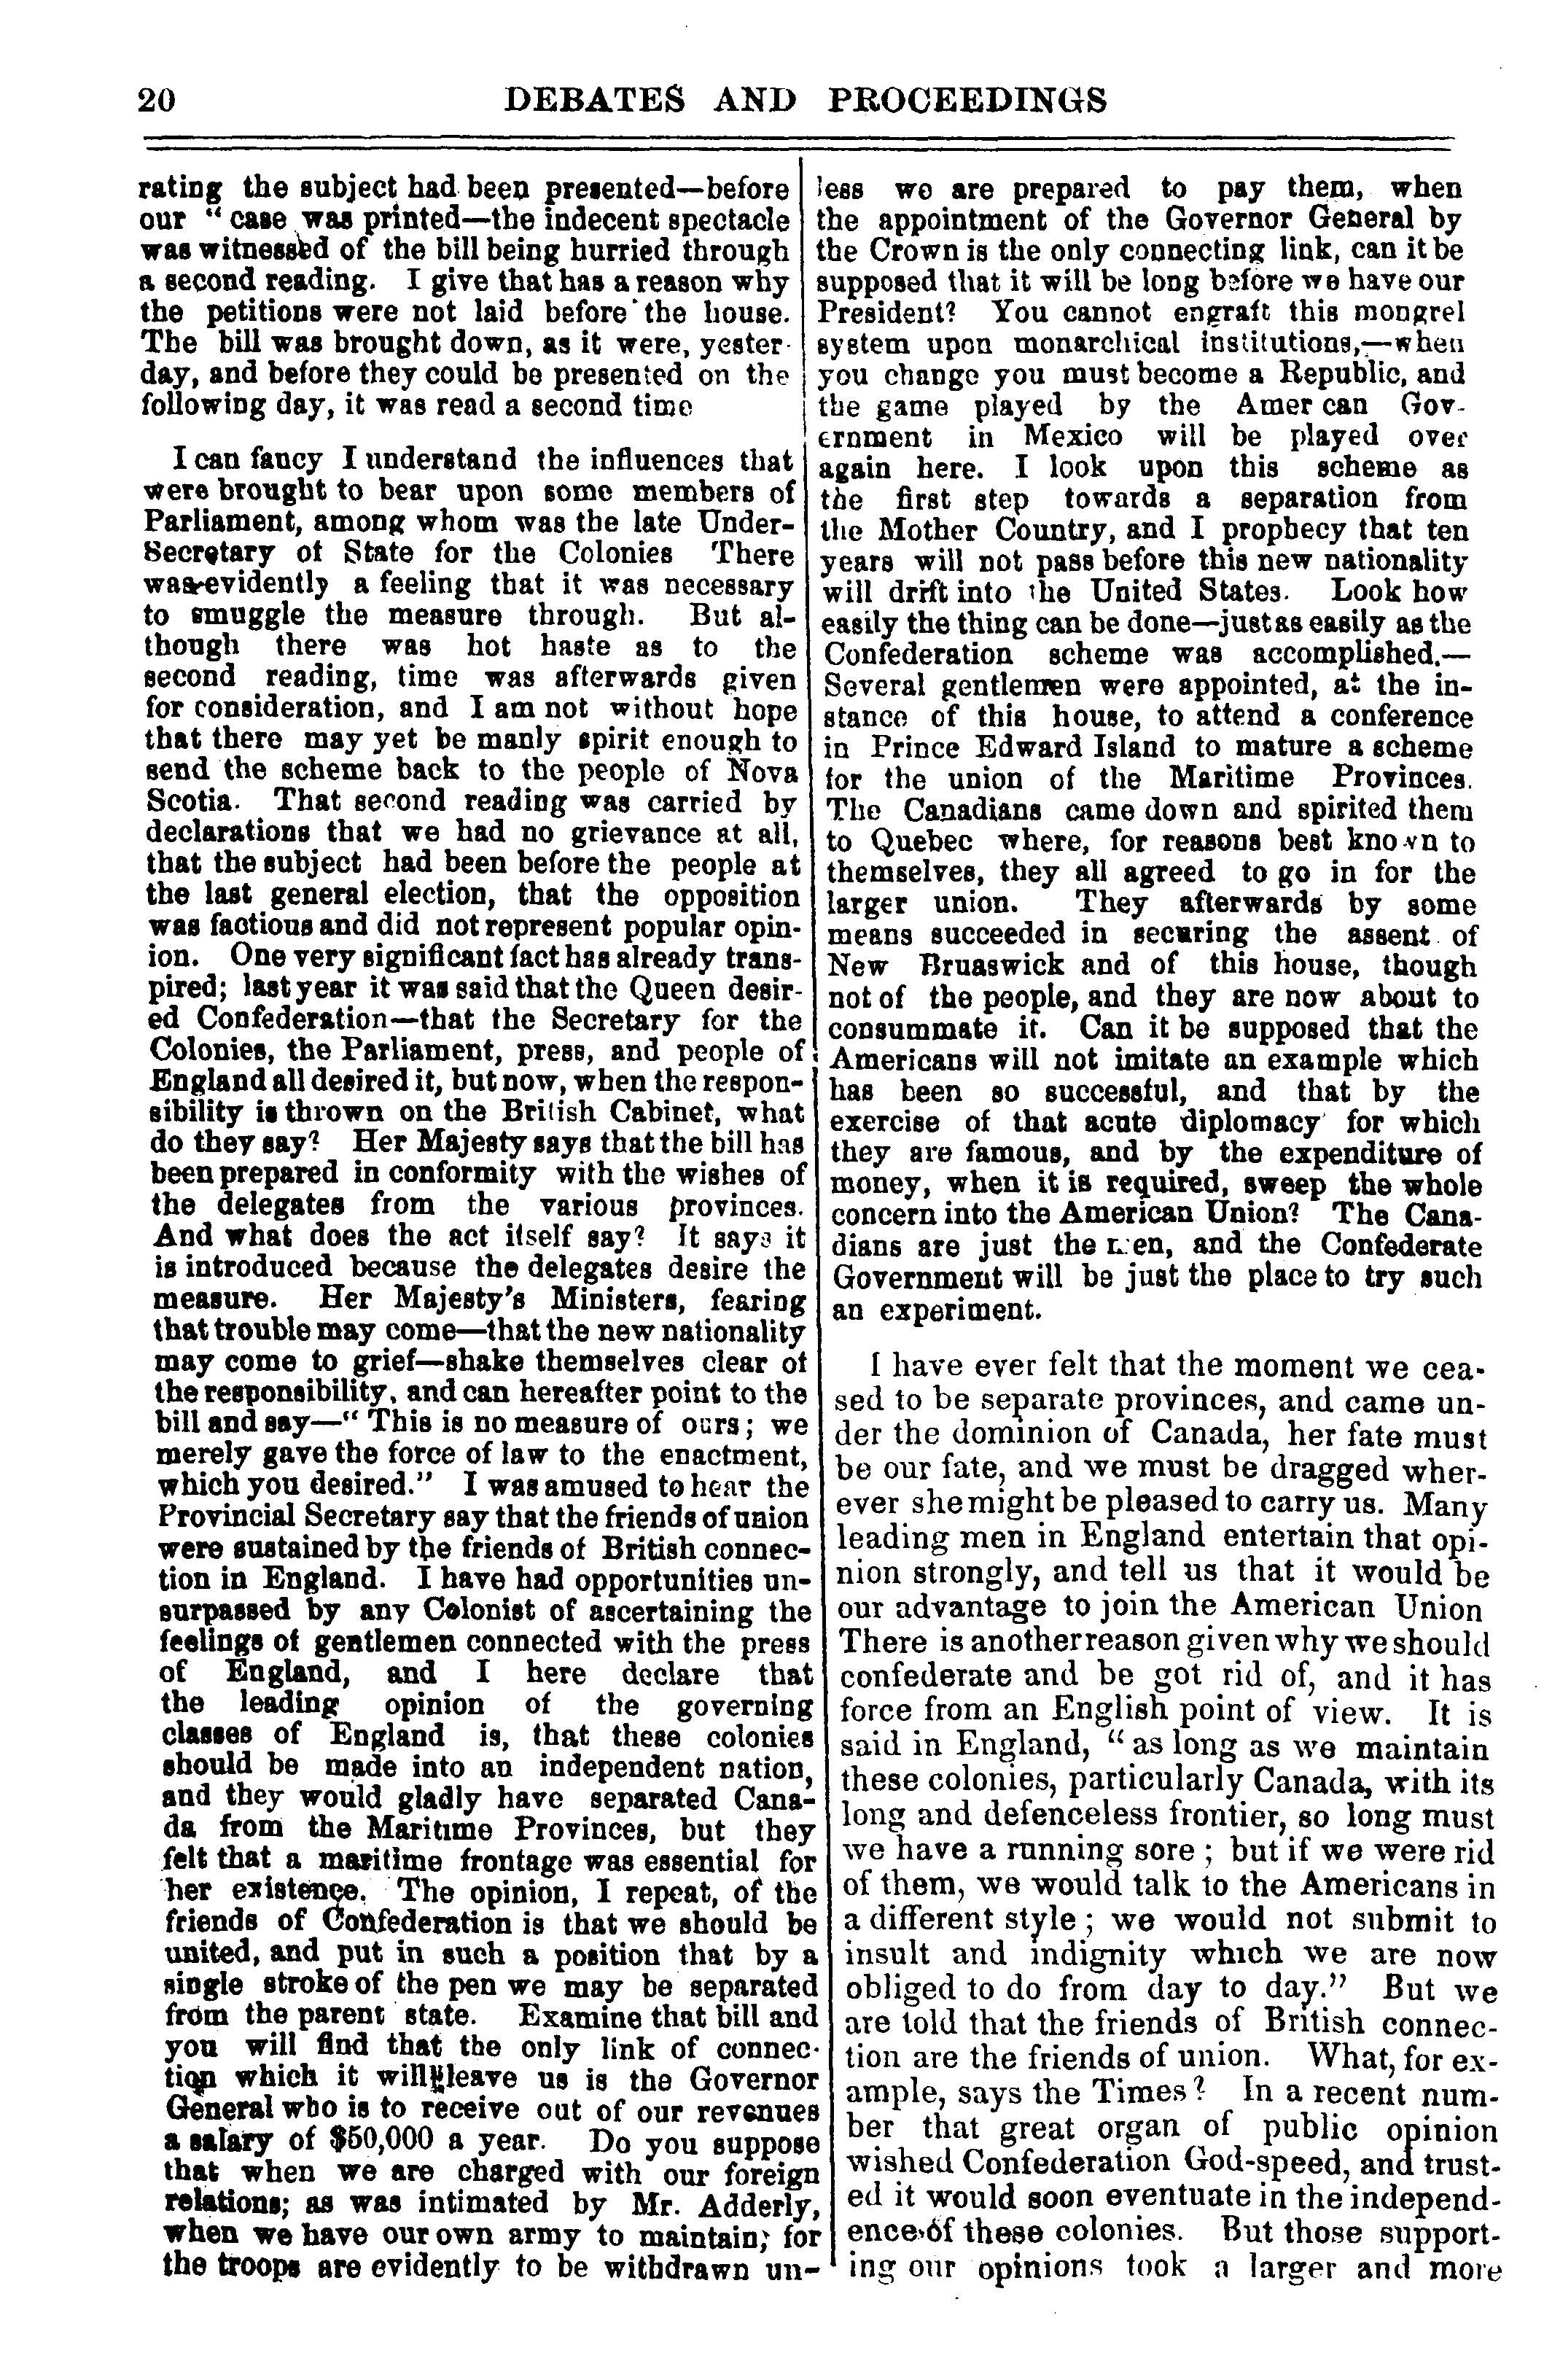 20 DEBATES AND PROCEEDINGS
rating the subject had been presented—before
our " case was printed—the indecent spectacle
was witnessed of the bill being hurried through
a second reading. I give that has a reason why
the petitions were not laid before the house.
The bill was brought down, as it were, yester-
day, and before they could be presented on the
following day, it was read a second time
I can fancy I understand the influences that
were brought to bear upon some members of
Parliament, among whom was the late Under-
Secretary of State for the Colonies There
was evidently a feeling that it was necessary
to smuggle the measure through. But al-
though there was hot haste as to the
second reading, time was afterwards given
for consideration, and I am not without hope
that there may yet be manly spirit enough to
send the scheme back to the people of Nova
Scotia. That second reading was carried by
declarations that we had no grievance at all,
that the subject had been before the people at
the last general election, that the opposition
was factious and did not represent popular opin-
ion. One very significant fact has already trans-
pired; last year it was said that the Queen desir-
ed Confederation—that the Secretary for the
Colonies, the Parliament, press, and people of
England all desired it, but now, when the respon-
sibility is thrown on the British Cabinet, what
do they say? Her Majesty says that the bill has
been prepared in conformity with the wishes of
the delegates from the various provinces.
And what does the act itself say? It says it
is introduced because the delegates desire the
measure. Her Majesty's Ministers, fearing
that trouble may come—that the new nationality
may come to grief—shake themselves clear of
the responsibility, and can hereafter point to the
bill and say—" This is no measure of ours; we
merely gave the force of law to the enactment,
which you desired." I was amused to hear the
Provincial Secretary say that the friends of union
were sustained by the friends of British connec-
tion in England. I have had opportunities un-
surpassed by any Colonist of ascertaining the
feelings of gentlemen connected with the press
of England, and I here declare that
the leading opinion of the governing
classes of England is, that these colonies
should be made into an independent nation,
and they would gladly have separated Cana-
da from the Maritime Provinces, but they
felt that a maritime frontage was essential for
her existence. The opinion, I repeat, of the
friends of Confederation is that we should be
united, and put in such a position that by a
single stroke of the pen we may be separated
from the parent state. Examine that bill and
you will find that the only link of connec-
tion which it will leave us is the Governor
General who is to receive out of our revenues
a salary of $50,000 a year. Do you suppose
that when we are charged with our foreign
relations; as was intimated by Mr. Adderly,
when we have our own army to maintain; for
the troops are evidently to be withdrawn un-
less we are prepared to pay them, when
the appointment of the Governor General by
the Crown is the only connecting link, can it be
supposed that it will be long before we have our
President? You cannot engraft this mongrel
system upon monarchical institutions,—when
you change you must become a Republic, and
the game played by the Amer can Gov-
ernment in Mexico will be played over
again here. I look upon this scheme as
the first step towards a separation from
the Mother Country, and I prophecy that ten
years will not pass before this new nationality
will drift into the United States. Look how
easily the thing can be done—just as easily as the
Confederation scheme was accomplished.—
Several gentlemen were appointed, at the in-
stance of this house, to attend a conference
in Prince Edward Island to mature a scheme
for the union of the Maritime Provinces.
The Canadians came down and spirited them
to Quebec where, for reasons best known to
themselves, they all agreed to go in for the
larger union. They afterwards by some
means succeeded in securing the assent of
New Bruaswick and of this house, though
not of the people, and they are now about to
consummate it. Can it be supposed that the
Americans will not imitate an example which
has been so successful, and that by the
exercise of that acute diplomacy for which
they are famous, and by the expenditure of
money, when it is required, sweep the whole
concern into the American Union? The Cana-
dians are just the men, and the Confederate
Government will be just the place to try such
an experiment.
I have ever felt that the moment we cea-
sed to be separate provinces, and came un-
der the dominion of Canada, her fate must
be our fate, and we must be dragged wher-
ever she might be pleased to carry us. Many
leading men in England entertain that opi-
nion strongly, and tell us that it would be
our advantage to join the American Union
There is another reason given why we should
confederate and be got rid of, and it has
force from an English point of view. It is
said in England, " as long as we maintain
these colonies, particularly Canada, with its
long and defenceless frontier, so long must
we have a running sore ; but if we were rid
of them, we would talk to the Americans in
a different style ; we would not submit to
insult and indignity which we are now
obliged to do from day to day." But we
are told that the friends of British connec-
tion are the friends of union. What, for ex-
ample, says the Times? In a recent num-
ber that great organ of public opinion
wished Confederation God-speed, and trust-
ed it would soon eventuate in the independ-
ence of these colonies. But those support-
ing our opinions took a larger and more